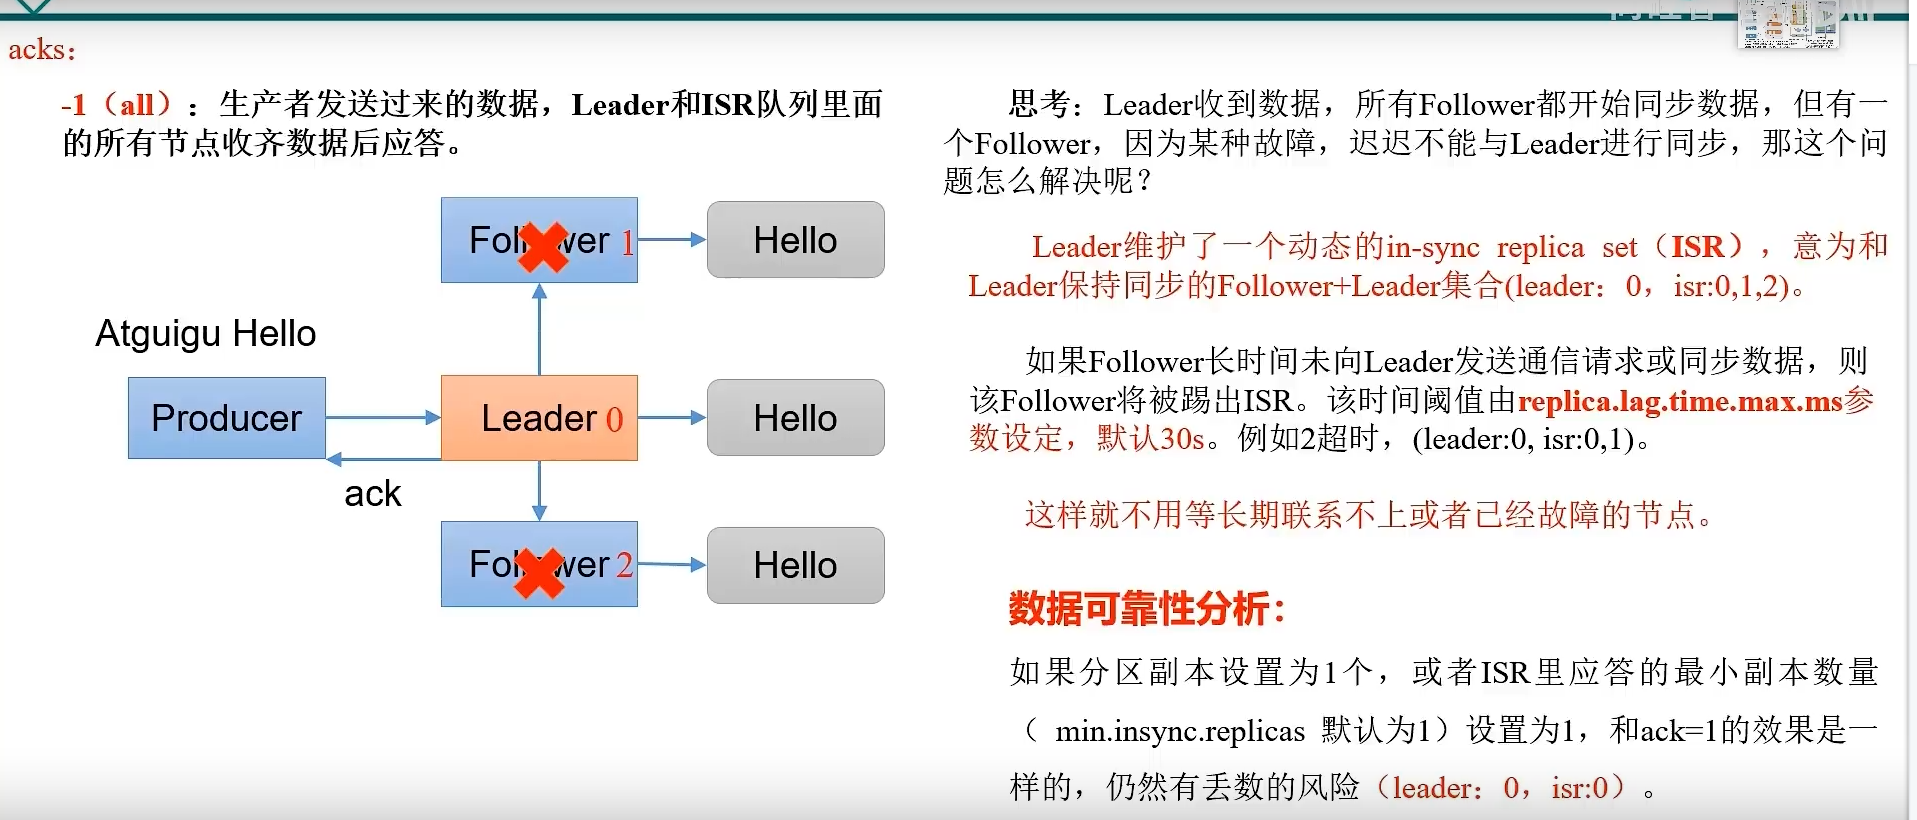 acks：
-1（all）：生产者发送过来的数据，Leader和ISR队列里面
的所有节点收齐数据后应答。
Atguigu Hello
Producer
ack
Leader 0
Hello
1
Hello
2
Hello
思考：Leader收到数据，所有Follower都开始同步数据，但有一
个Follower，因为某种故障，迟迟不能与Leader进行同步，那这个问
题怎么解决呢？
Leader维护了一个动态的in-sync replica set（ISR），意为和
Leader保持同步的Follower+Leader集合(leader：0，isr:0,1,2)。
如果Follower长时间未向Leader发送通信请求或同步数据，则
该Follower将被踢出ISR。该时间阈值由replica.lag.time.max.ms参
数设定，默认30s。例如2超时，(leader:0, isr:0,1)。
这样就不用等长期联系不上或者已经故障的节点。
数据可靠性分析：
如果分区副本设置为1个，或者ISR里应答的最小副本数量
（ min.insync.replicas 默认为1）设置为1，和ack=1的效果是一
样的，仍然有丢数的风险（leader：0，isr:0）。